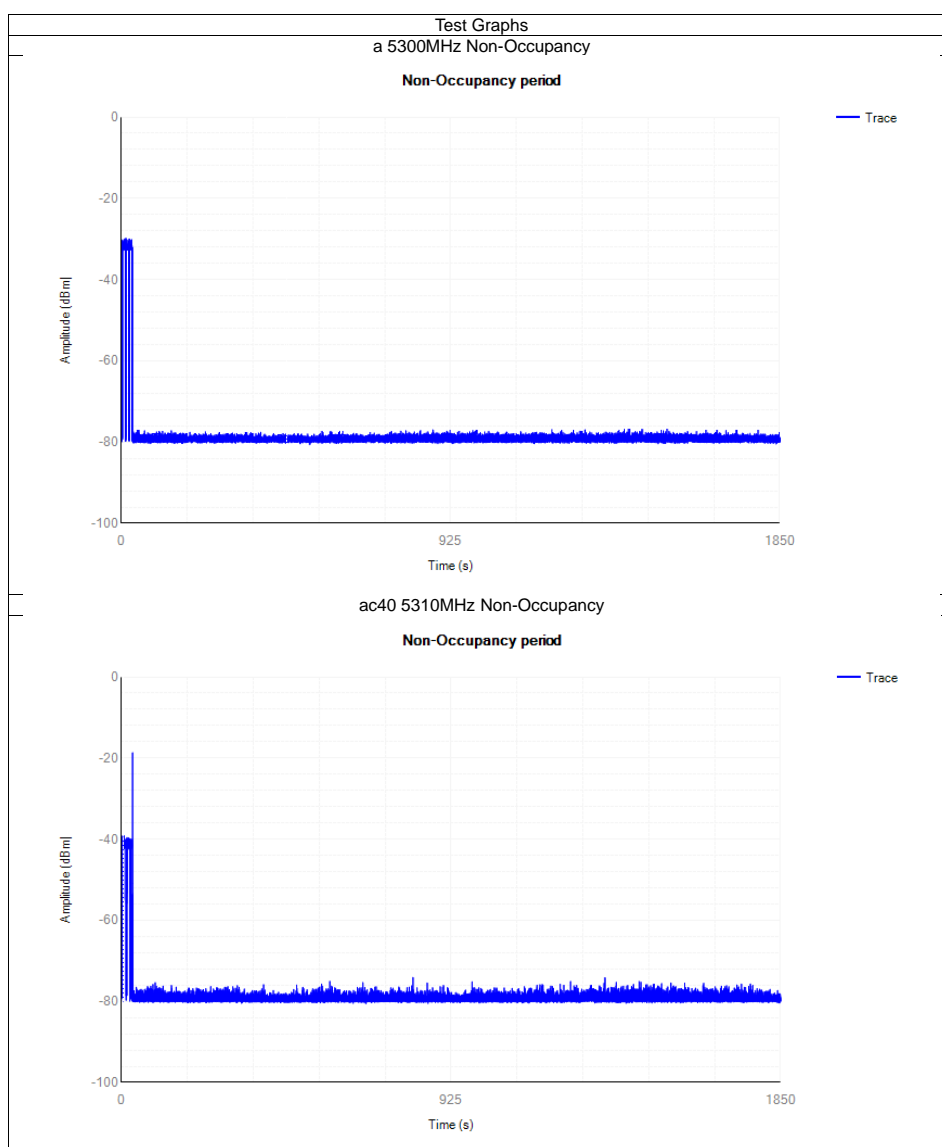 Test Graphs
a 5300MHz Non-Occupancy
Non-Occupancy period
0
Trace
-20
-40
Amplitude [dBm]
-60
-80
-100
0 925 1850
Time (s)
ac40 5310MHz Non-Occupancy
Non-Occupancy period
0
Trace
-20
-40
Amplitude [dBm]
-60
-80
-100
0 925 1850
Time (s)